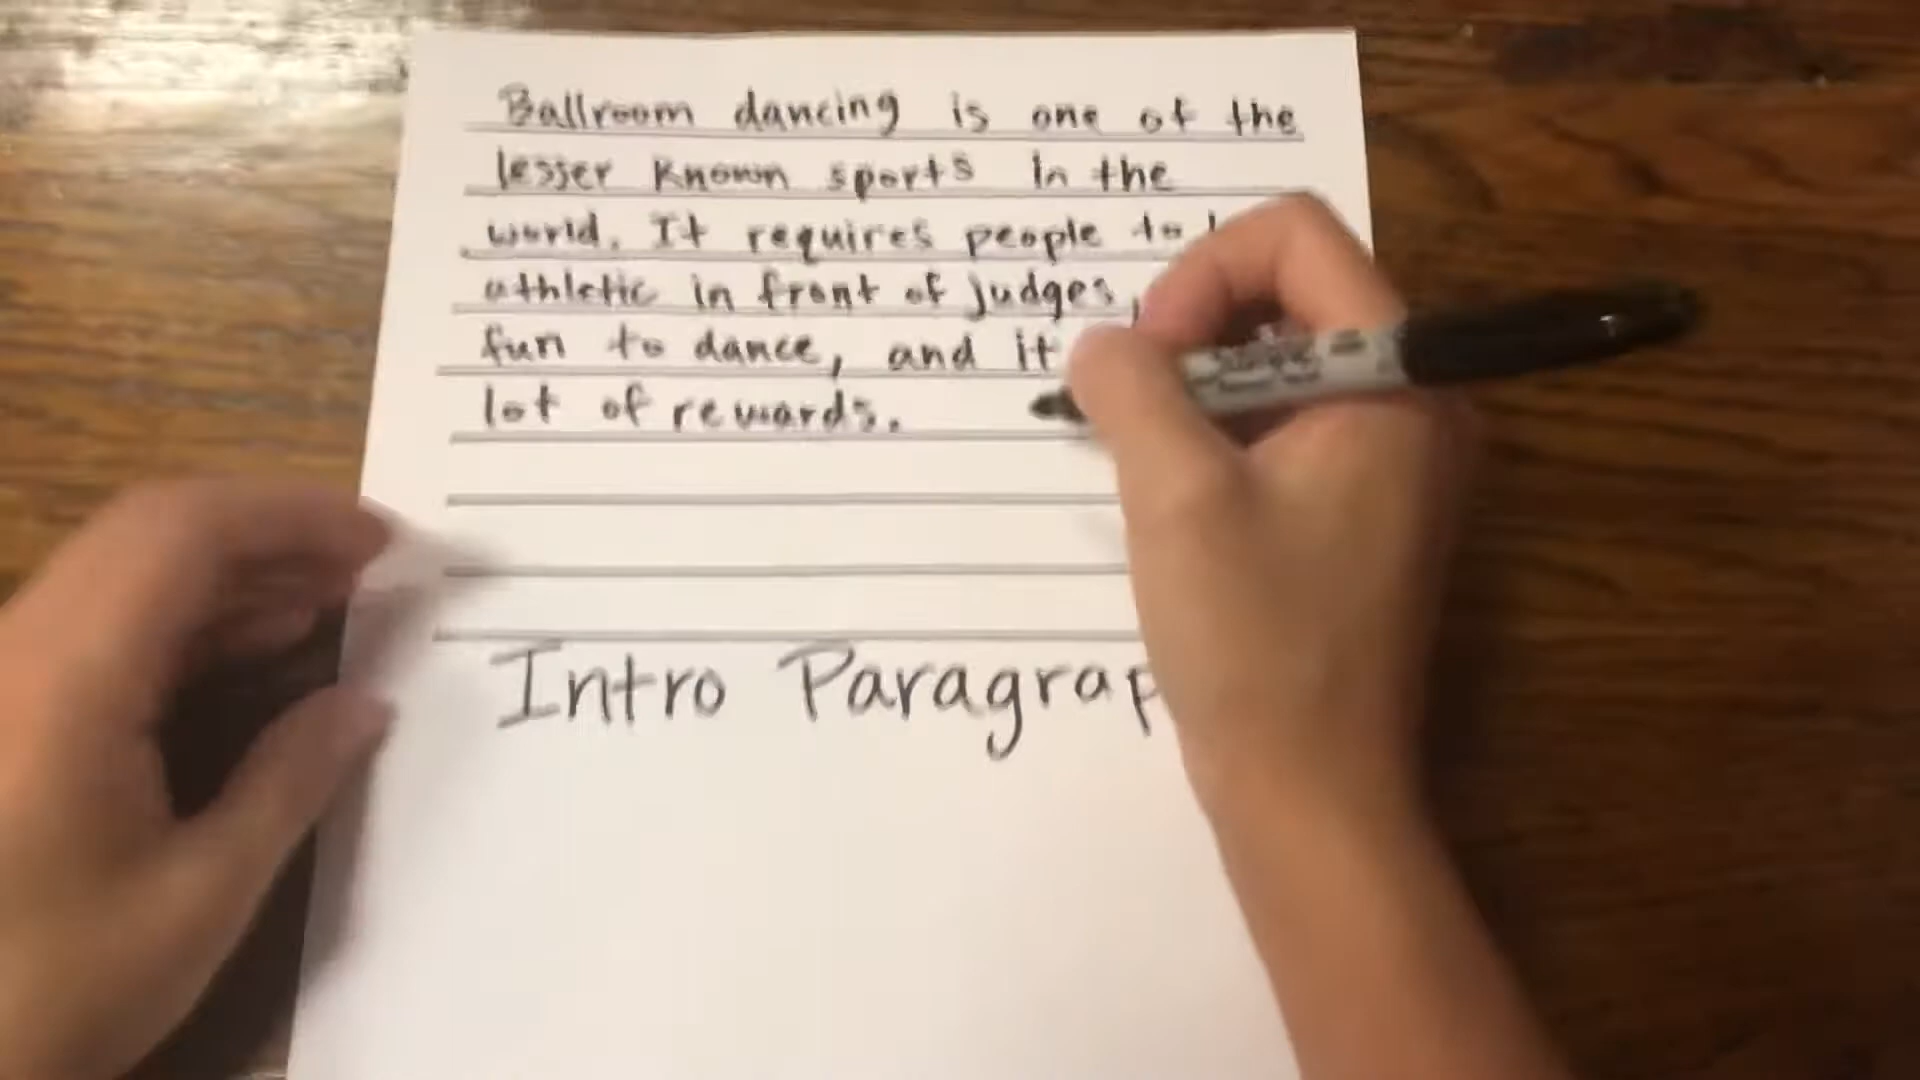 Ballroom dancing is one of the
lesser known sports in the
world. It requires people to
athletic in front of judges,
fun to dance, and it
lot of rewards.
Intro Paragrap
Sharpie